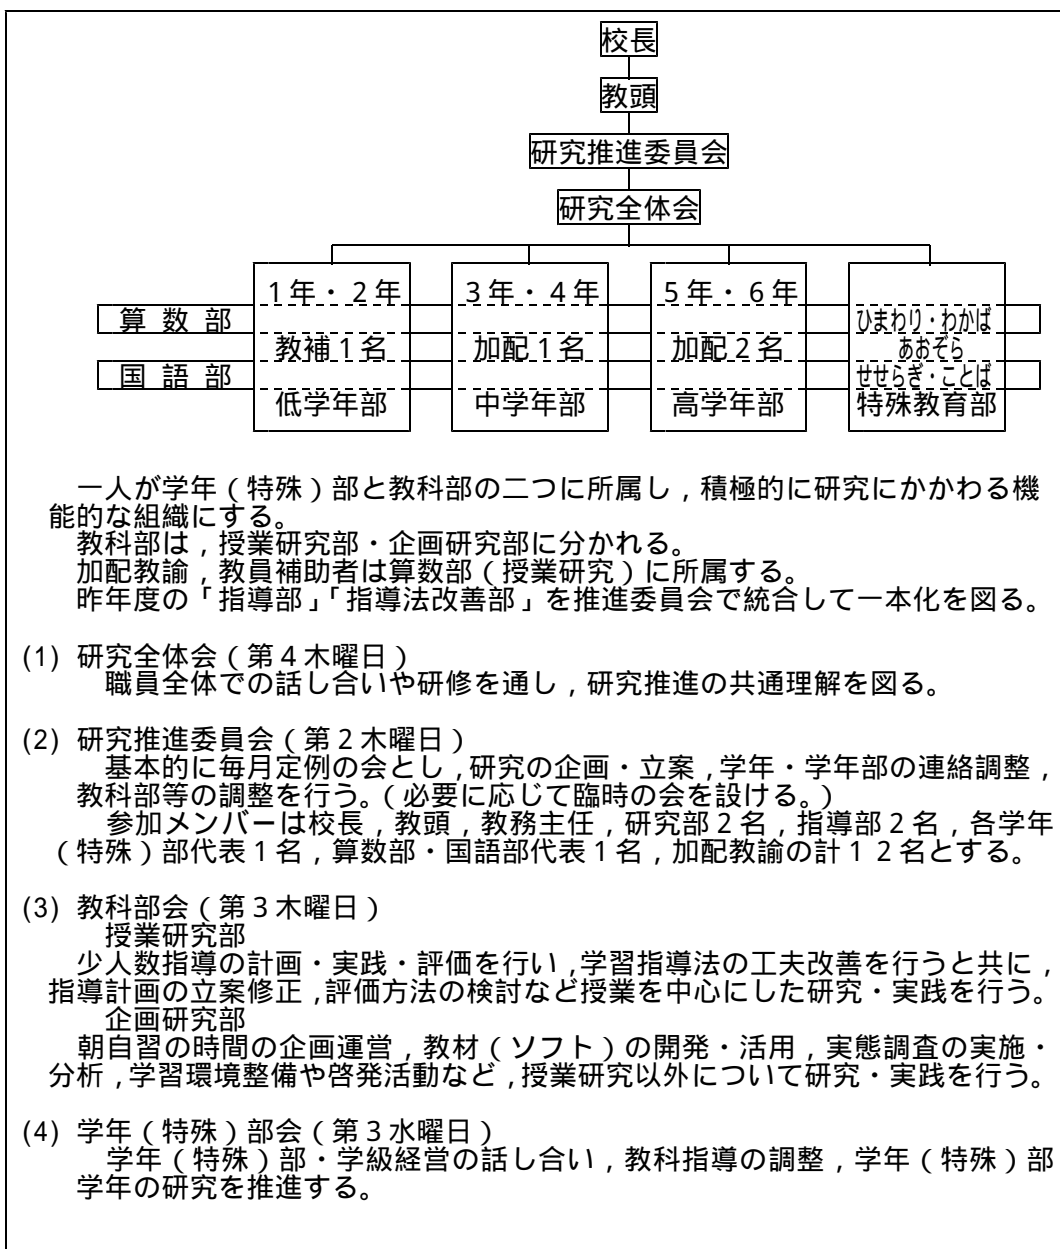 校長
教頭
研究推進委員会
研究全体会
1年・2年 3年・4年 5年・6年
算数部 ひまわり・わかば
教補1名 加配1名 加配2名 あおぞら
国語部 せせらぎ・ことば
低学年部 中学年部 高学年部 特殊教育部
一人が学年(特殊)部と教科部の二つに所属し,積極的に研究にかかわる機
能的な組織にする。
教科部は,授業研究部・企画研究部に分かれる。
加配教諭,教員補助者は算数部(授業研究)に所属する。
昨年度の「指導部」「指導法改善部」を推進委員会で統合して一本化を図る。
(1) 研究全体会(第4木曜日)
職員全体での話し合いや研修を通し,研究推進の共通理解を図る。
(2) 研究推進委員会(第2木曜日)
基本的に毎月定例の会とし,研究の企画・立案,学年・学年部の連絡調整,
教科部等の調整を行う。(必要に応じて臨時の会を設ける。)
参加メンバーは校長,教頭,教務主任,研究部2名,指導部2名,各学年
(特殊)部代表1名,算数部・国語部代表1名,加配教諭の計12名とする。
(3) 教科部会(第3木曜日)
授業研究部
少人数指導の計画・実践・評価を行い,学習指導法の工夫改善を行うと共に,
指導計画の立案修正,評価方法の検討など授業を中心にした研究・実践を行う。
企画研究部
朝自習の時間の企画運営,教材(ソフト)の開発・活用,実態調査の実施・
分析,学習環境整備や啓発活動など,授業研究以外について研究・実践を行う。
(4) 学年(特殊)部会(第3水曜日)
学年(特殊)部・学級経営の話し合い,教科指導の調整,学年(特殊)部
学年の研究を推進する。